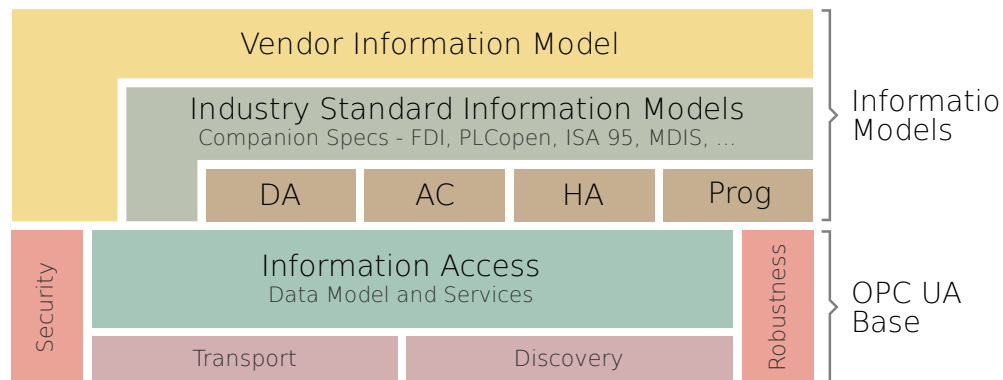 Vendor Information Model
Industry Standard Information Models
Companion Specs - FDI, PLCopen, ISA 95, MDIS, ...
DA
AC
HA
Prog
Informatio
Models
Security
Information Access
Data Model and Services
Robustness
OPC UA
Base
Transport
Discovery